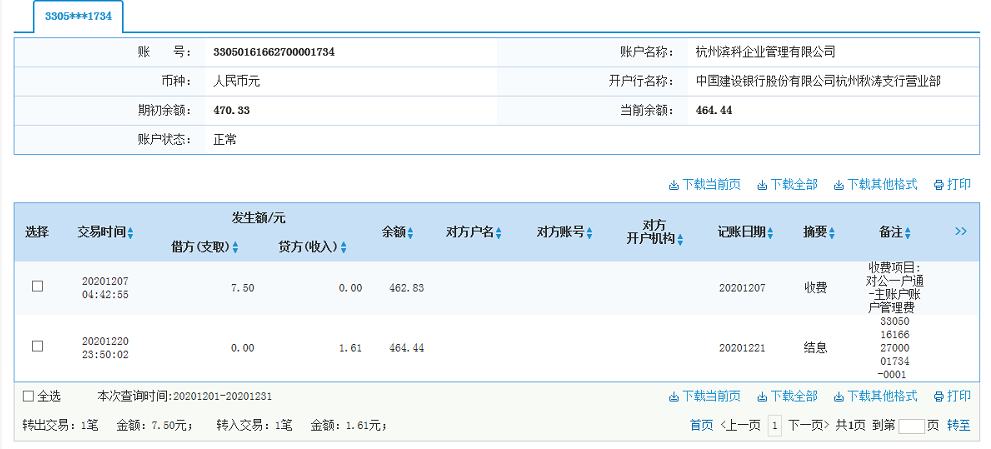 3305***1734
账 号： 33050161662700001734 账户名称： 杭州滨科企业管理有限公司
币种： 人民币元 开户行名称： 中国建设银行股份有限公司杭州秋涛支行营业部
期初余额： 470.33 当前余额： 464.44
账户状态： 正常
下载当前页 下载全部 下载其他格式 打印
选择 交易时间 发生额/元 余额 对方户名 对方账号 对方 记账日期 摘要 备注 >>
借方(支取) 贷方(收入) 开户机构
收费项目:
20201207 对公一户通
04:42:55 7.50 0.00 462.83 20201207 收费 -主账户账
户管理费
33050
20201220 16166
23:50:02 0.00 1.61 464.44 20201221 结息 27000
01734
-0001
全选 本次查询时间:20201201-20201231 下载当前页 下载全部 下载其他格式 打印
转出交易：1笔 金额：7.50元； 转入交易：1笔 金额：1.61元； 首页 <上一页 1 下一页> 共1页 到第 页 转至